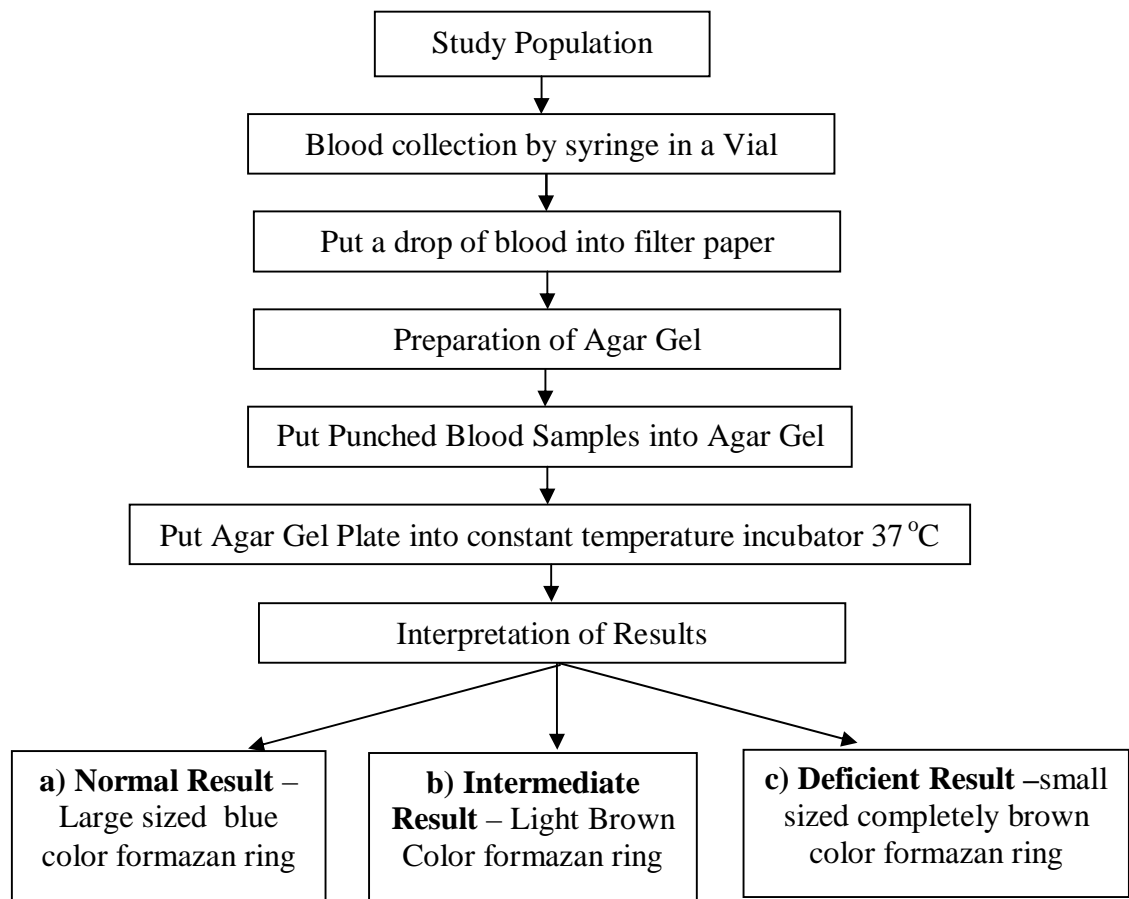 Study Population
Blood collection by syringe in a Vial
Put a drop of blood into filter paper
Preparation of Agar Gel
Put Punched Blood Samples into Agar Gel
Put Agar Gel Plate into constant temperature incubator 37 °C
Interpretation of Results
a) Normal Result –
Large sized blue
color formazan ring
b) Intermediate
Result – Light Brown
Color formazan ring
c) Deficient Result –small
sized completely brown
color formazan ring